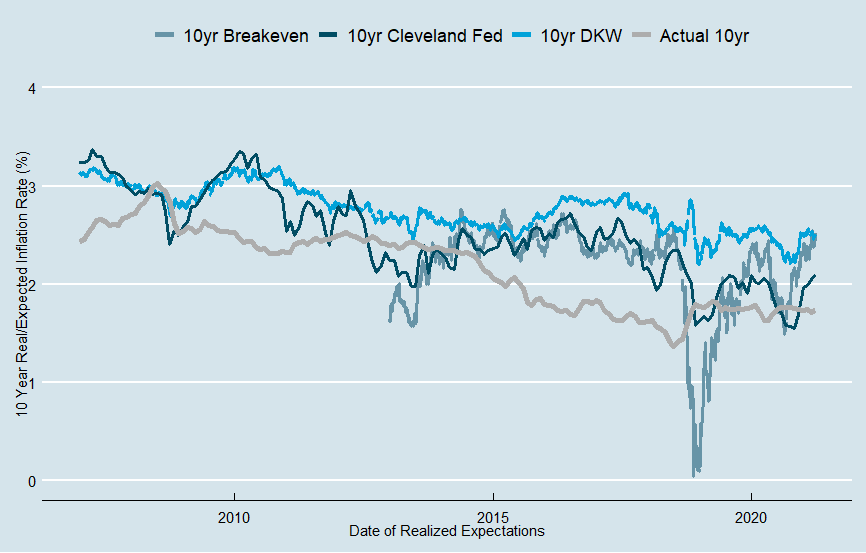 10yr Breakeven 10yr Cleveland Fed 10yr DKW Actual 10yr
10 Year Real/Expected Inflation Rate (%)
4
3
2
1
0
2010 2015 2020
Date of Realized Expectations